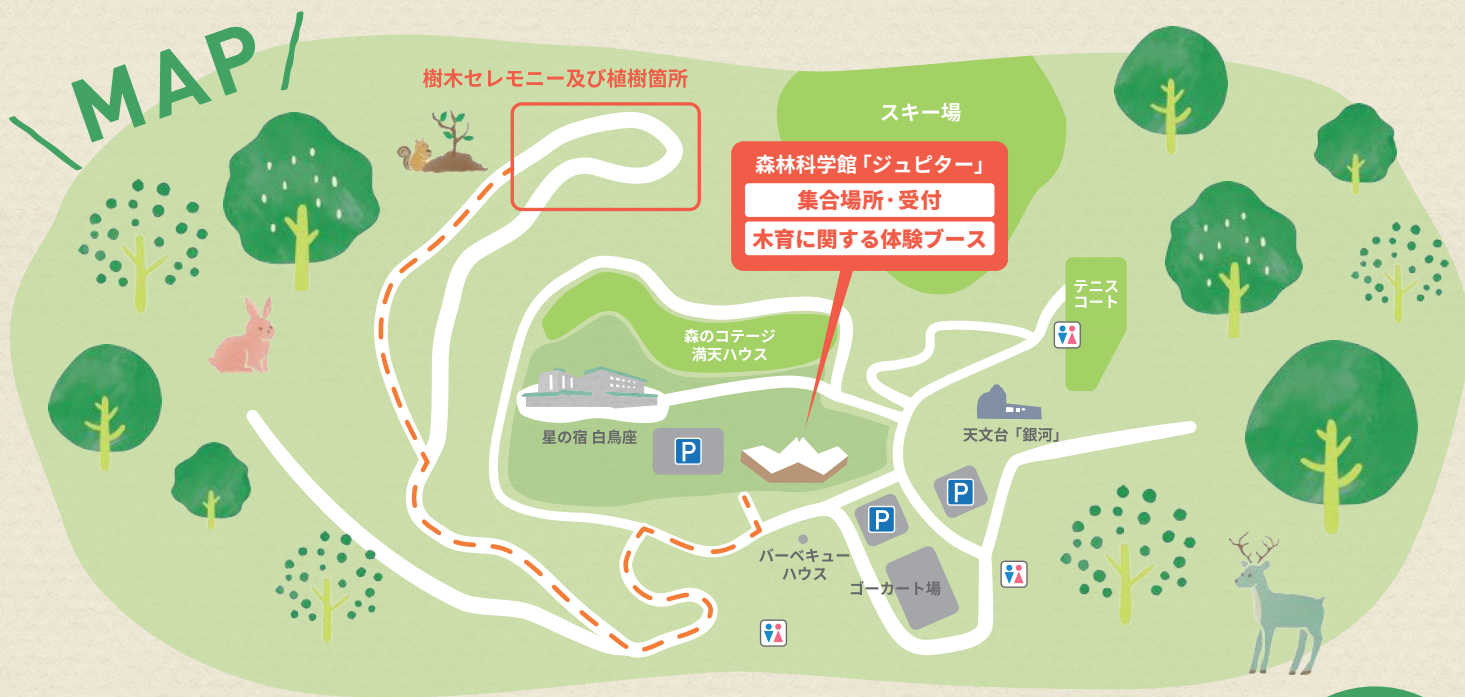 MAP
樹木セレモニー及び植樹箇所
スキー場
森林科学館「ジュピター」
集合場所・受付
木育に関する体験ブース
テニス
コート
森のコテージ
満天ハウス
星の宿 白鳥座
P
天文台「銀河」
P
P
バーベキュー
ハウス
ゴーカート場